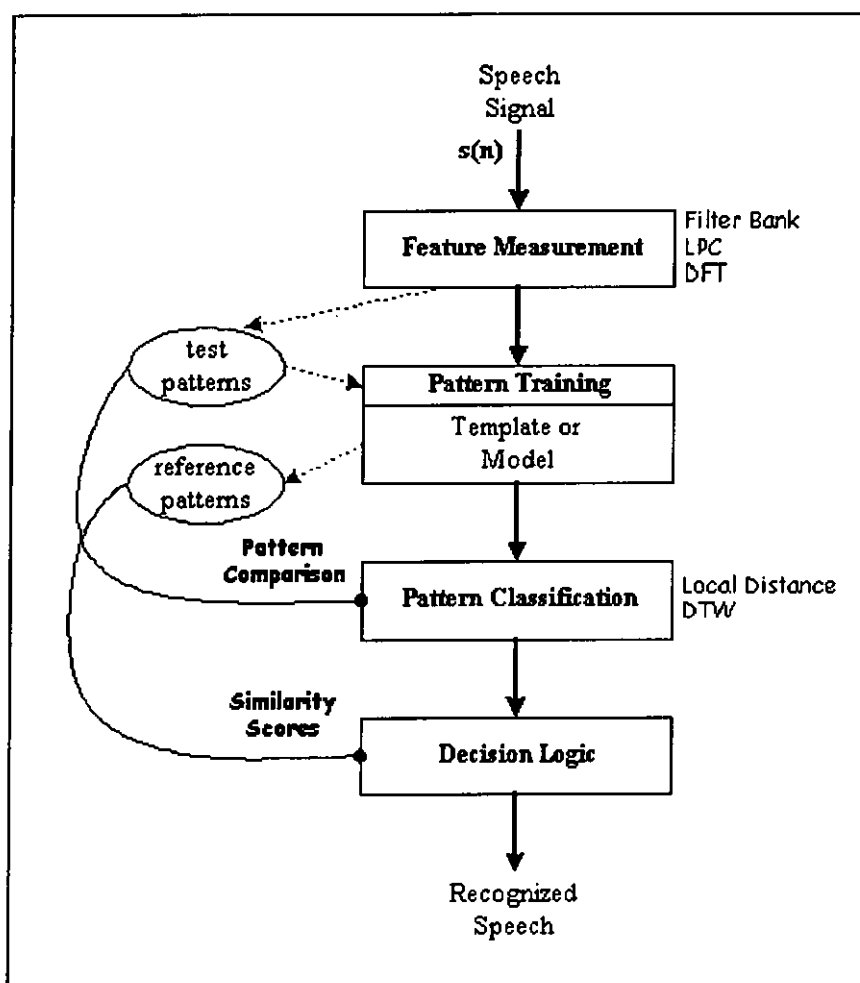 Speech
Signal
s(n)
Feature Measurement
Filter Bank
LPC
DFT
test
patterns
Pattern Training
Template or
Model
reference
patterns
Pattern
Comparison
Pattern Classification
Local Distance
DTW
Similarity
Scores
Decision Logic
Recognized
Speech